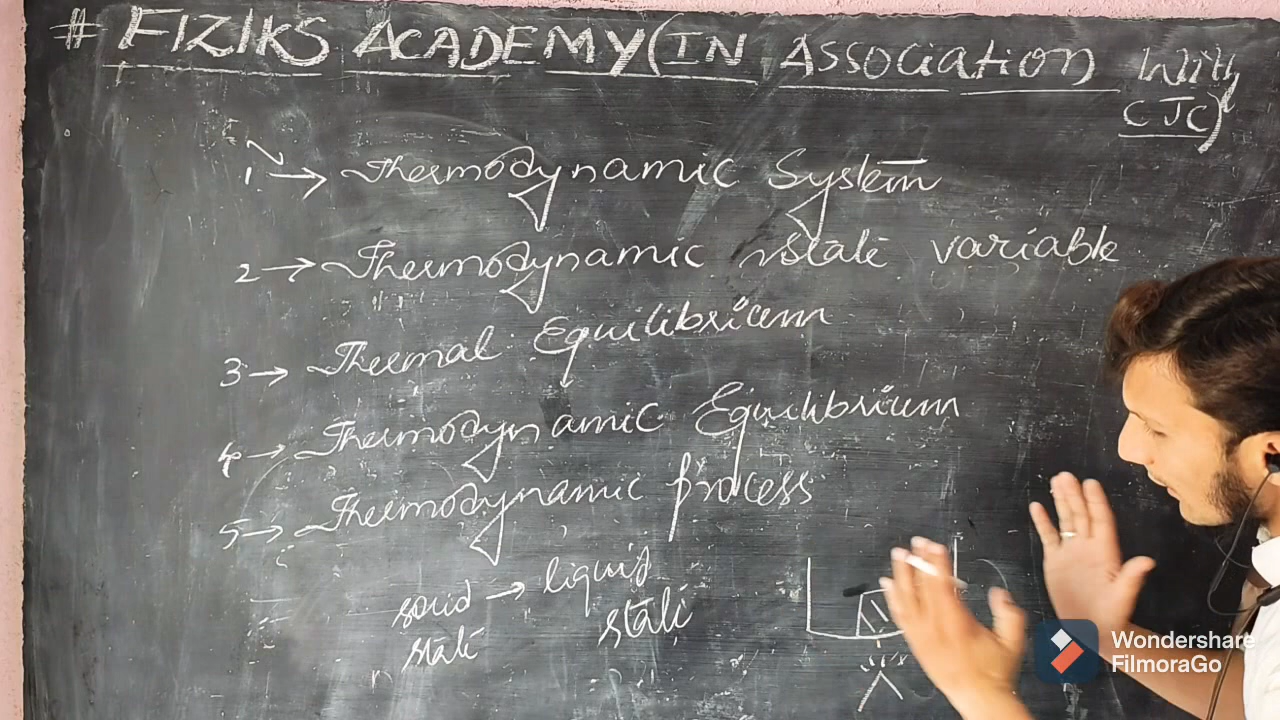 # FIZIKS ACADEMY (IN Association With
CJC)
1 → Thermodynamic System
2 → Thermodynamic state variable
3 → Thermal Equilibrium
4 → Thermodynamic Equilibrium
5 → Thermodynamic process
solid → liquid
state state
Wondershare
FilmoraGo